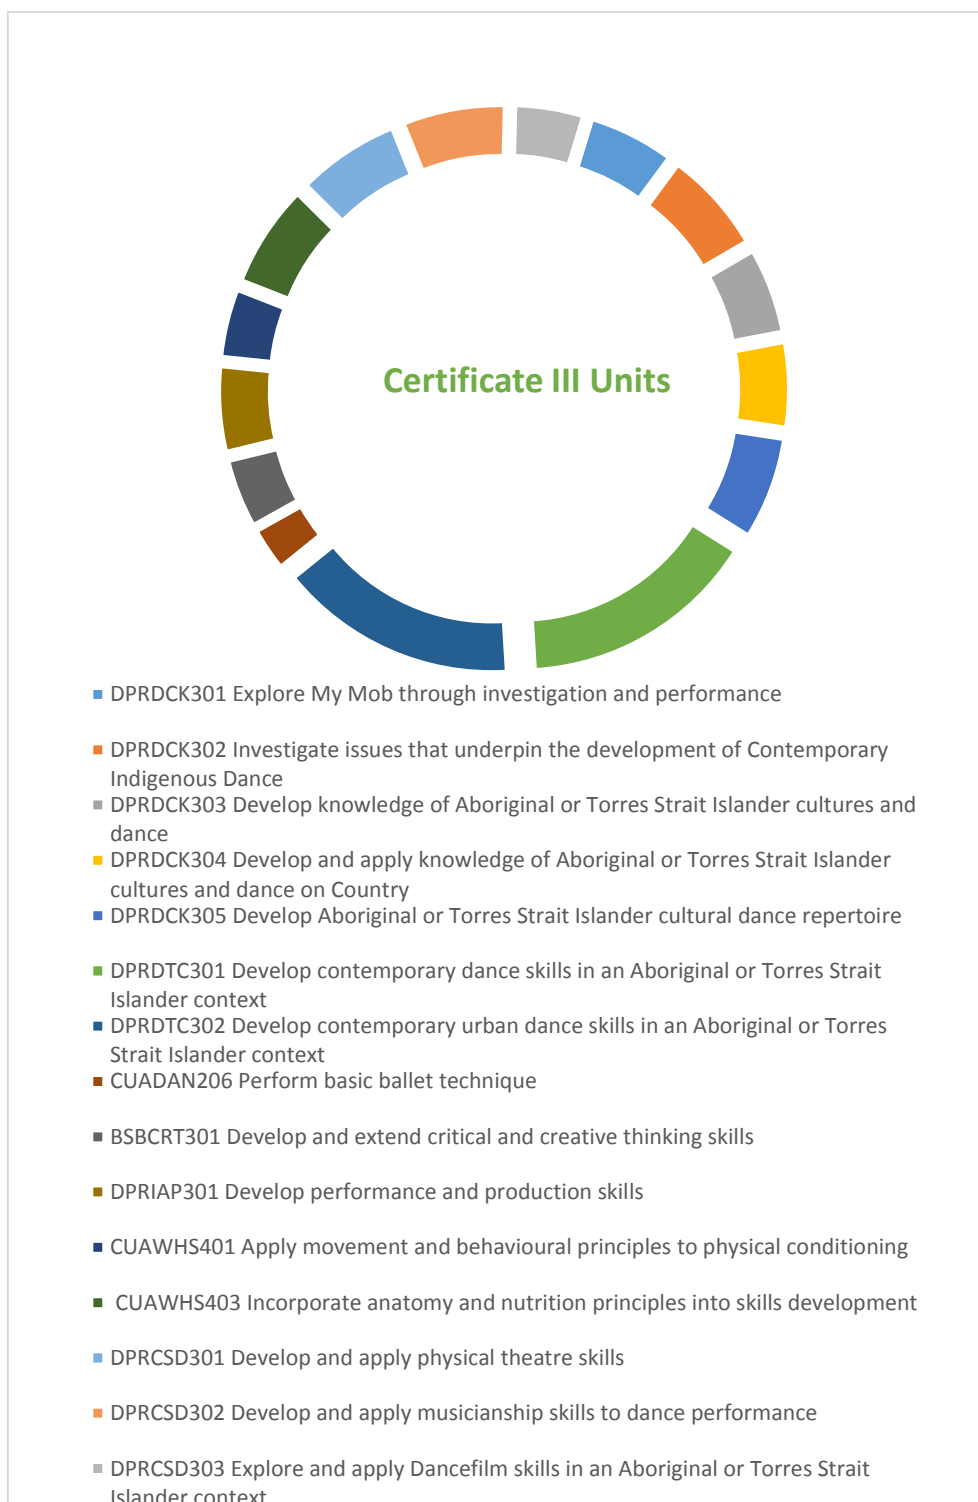 Certificate III Units
DPRDCK301 Explore My Mob through investigation and performance
DPRDCK302 Investigate issues that underpin the development of Contemporary
Indigenous Dance
DPRDCK303 Develop knowledge of Aboriginal or Torres Strait Islander cultures and
dance
DPRDCK304 Develop and apply knowledge of Aboriginal or Torres Strait Islander
cultures and dance on Country
DPRDCK305 Develop Aboriginal or Torres Strait Islander cultural dance repertoire
DPRDTC301 Develop contemporary dance skills in an Aboriginal or Torres Strait
Islander context
DPRDTC302 Develop contemporary urban dance skills in an Aboriginal or Torres
Strait Islander context
CUADAN206 Perform basic ballet technique
BSBCRT301 Develop and extend critical and creative thinking skills
DPRIAP301 Develop performance and production skills
CUAWHS401 Apply movement and behavioural principles to physical conditioning
CUAWHS403 Incorporate anatomy and nutrition principles into skills development
DPRCSD301 Develop and apply physical theatre skills
DPRCSD302 Develop and apply musicianship skills to dance performance
DPRCSD303 Explore and apply Dancefilm skills in an Aboriginal or Torres Strait
Islander context